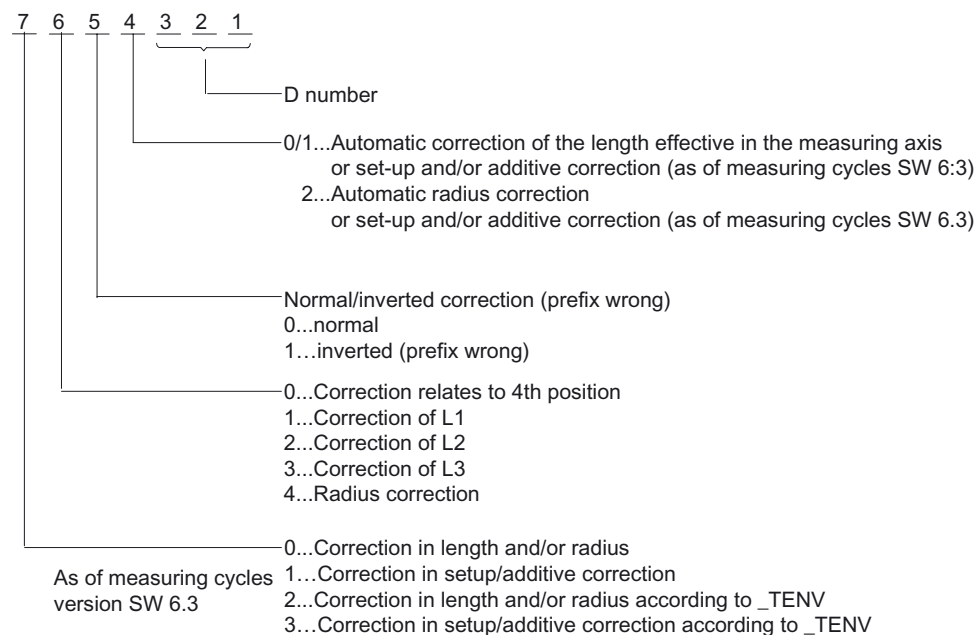 7 6 5 4 3 2 1
D number
0/1...Automatic correction of the length effective in the measuring axis
or set-up and/or additive correction (as of measuring cycles SW 6:3)
2...Automatic radius correction
or set-up and/or additive correction (as of measuring cycles SW 6.3)
Normal/inverted correction (prefix wrong)
0...normal
1…inverted (prefix wrong)
0...Correction relates to 4th position
1...Correction of L1
2...Correction of L2
3...Correction of L3
4...Radius correction
0...Correction in length and/or radius
1…Correction in setup/additive correction
2...Correction in length and/or radius according to _TENV
3…Correction in setup/additive correction according to _TENV
As of measuring cycles
version SW 6.3